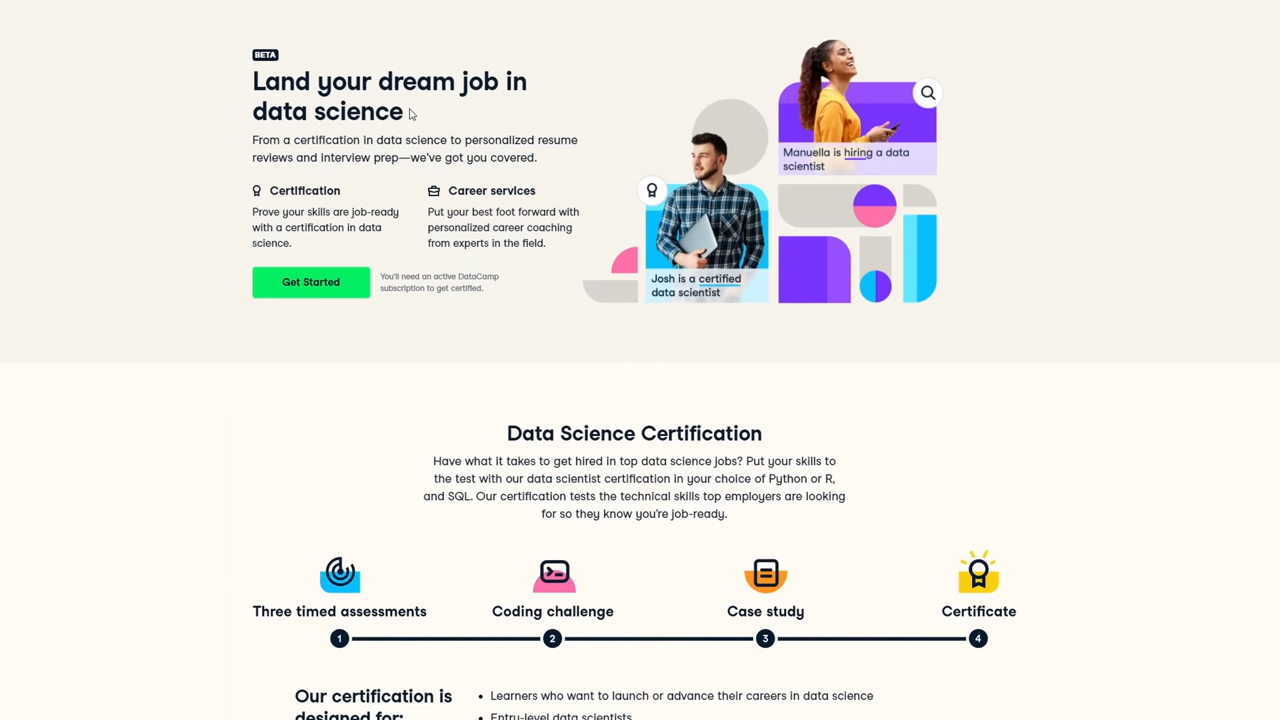 BETA
Land your dream job in
data science
From a certification in data science to personalized resume
reviews and interview prep—we've got you covered.
Certification
Prove your skills are job-ready
with a certification in data
science.
Career services
Put your best foot forward with
personalized career coaching
from experts in the field.
Get Started
You'll need an active DataCamp
subscription to get certified.
Manuella is hiring a data
scientist
Josh is a certified
data scientist
Data Science Certification
Have what it takes to get hired in top data science jobs? Put your skills to
the test with our data scientist certification in your choice of Python or R,
and SQL. Our certification tests the technical skills top employers are looking
for so they know you're job-ready.
Three timed assessments
Coding challenge
Case study
Certificate
1
2
3
4
Our certification is
designed for:
• Learners who want to launch or advance their careers in data science
• Entry-level data scientists